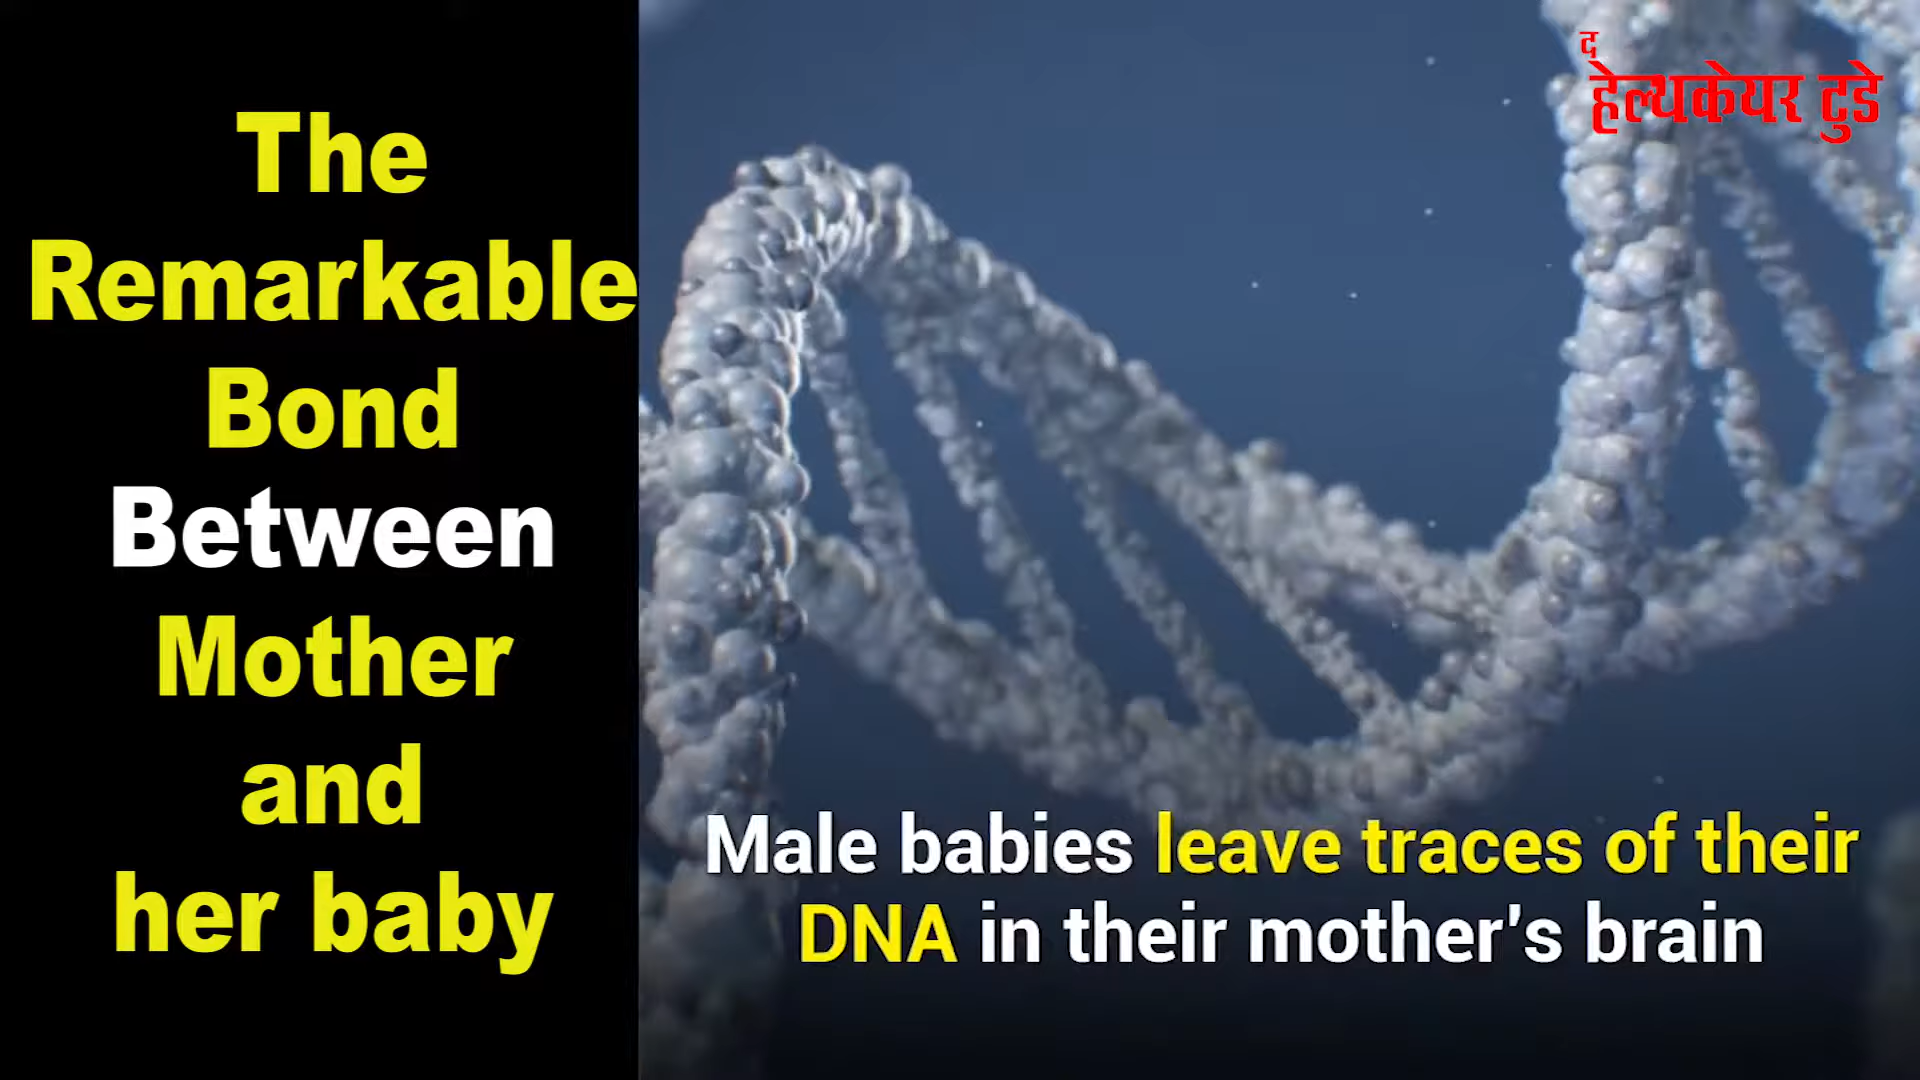 The
Remarkable
Bond
Between
Mother
and
her baby
द
हेल्थकेयर टुडे
Male babies leave traces of their
DNA in their mother's brain